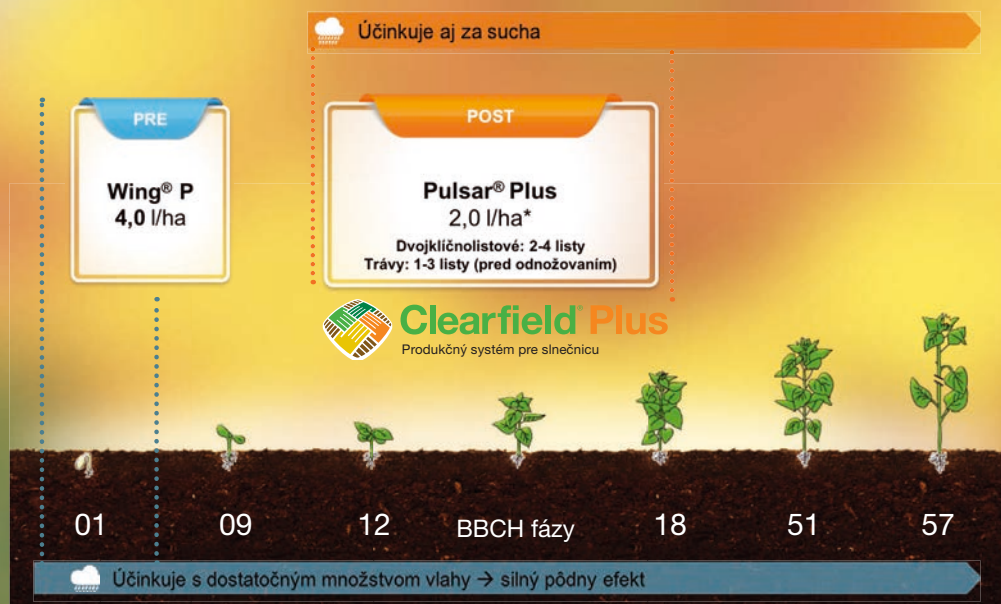 Účinkuje aj za sucha
PRE
Wing® P
4,0 l/ha
POST
Pulsar® Plus
2,0 l/ha*
Dvojklíčnolistové: 2-4 listy
Trávy: 1-3 listy (pred odnožovaním)
Clearfield® Plus
Produkčný systém pre slnečnicu
01 09 12 BBCH fázy 18 51 57
Účinkuje s dostatočným množstvom vlahy → silný pôdny efekt